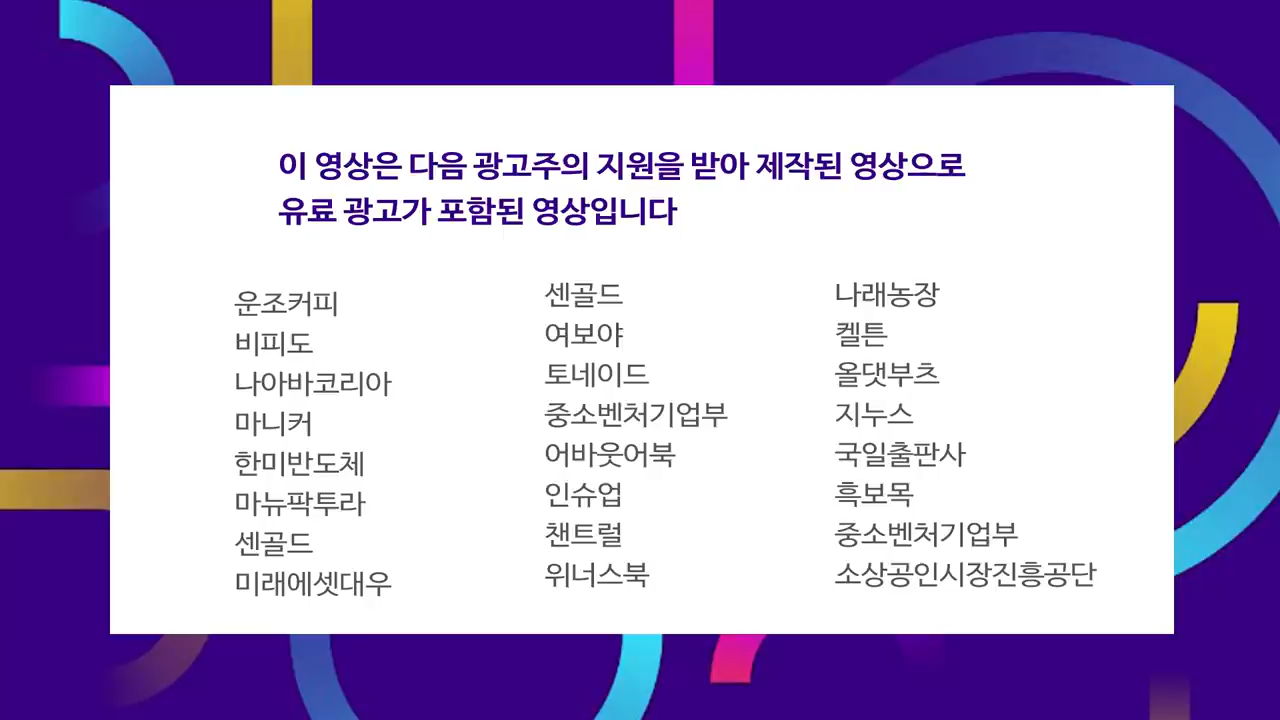 이 영상은 다음 광고주의 지원을 받아 제작된 영상으로
유료 광고가 포함된 영상입니다
운조커피
비피도
나아바코리아
마니커
한미반도체
마뉴팍투라
센골드
미래에셋대우
센골드
여보야
토네이드
중소벤처기업부
어바웃어북
인슈업
챈트럴
위너스북
나래농장
켈튼
올댓부츠
지누스
국일출판사
흑보목
중소벤처기업부
소상공인시장진흥공단